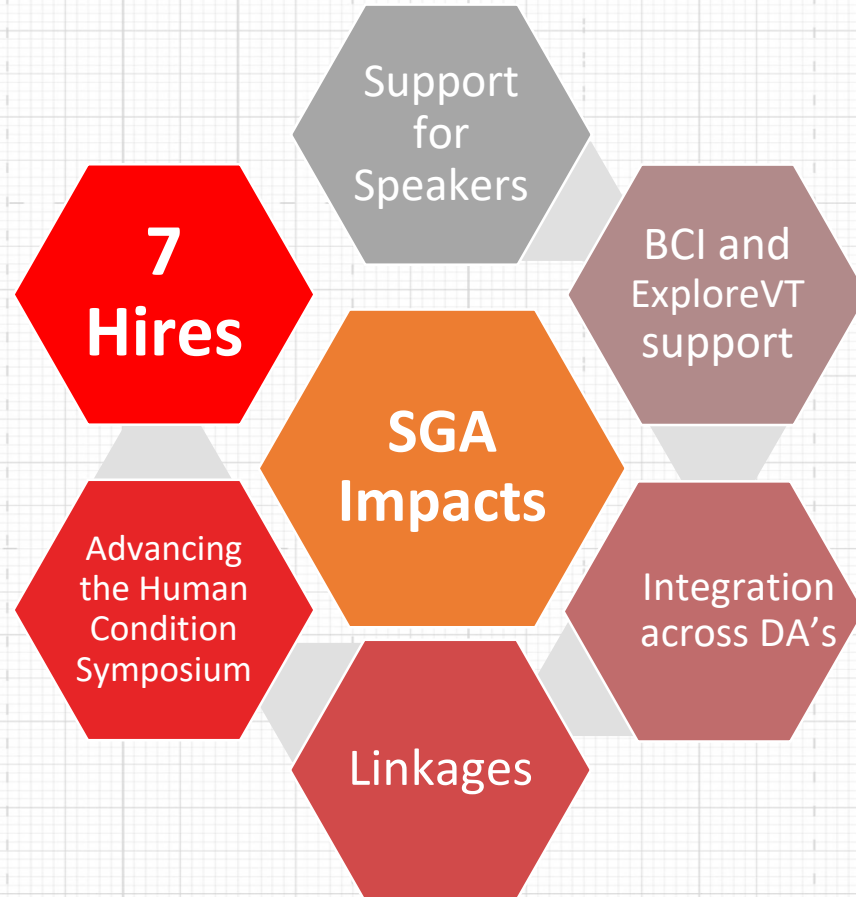 Support
for
Speakers
7
Hires
BCI and
ExploreVT
support
SGA
Impacts
Advancing
the Human
Condition
Symposium
Integration
across DA's
Linkages